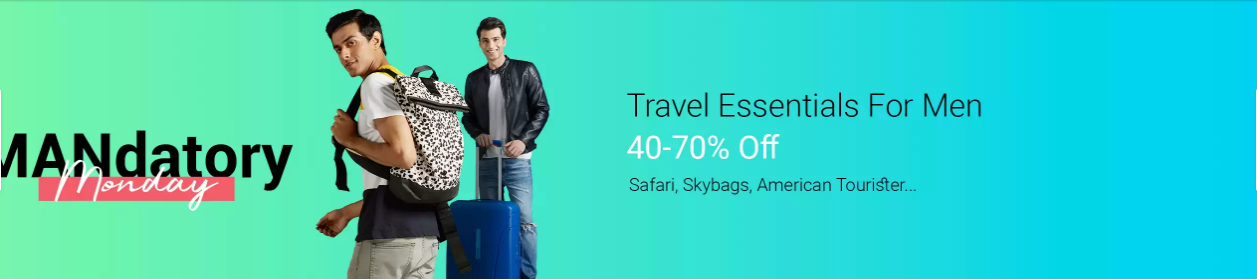 MANdatory
Monday
Travel Essentials For Men
40-70% Off
Safari, Skybags, American Tourister...